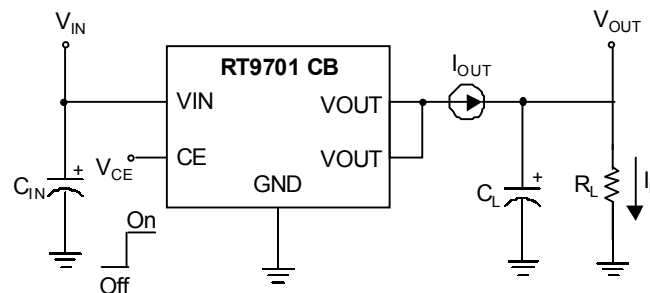 V_IN
V_OUT
RT9701 CB
I_OUT
VIN
VOUT
V_CE
CE
VOUT
GND
C_IN
+
On
Off
C_L
+
R_L